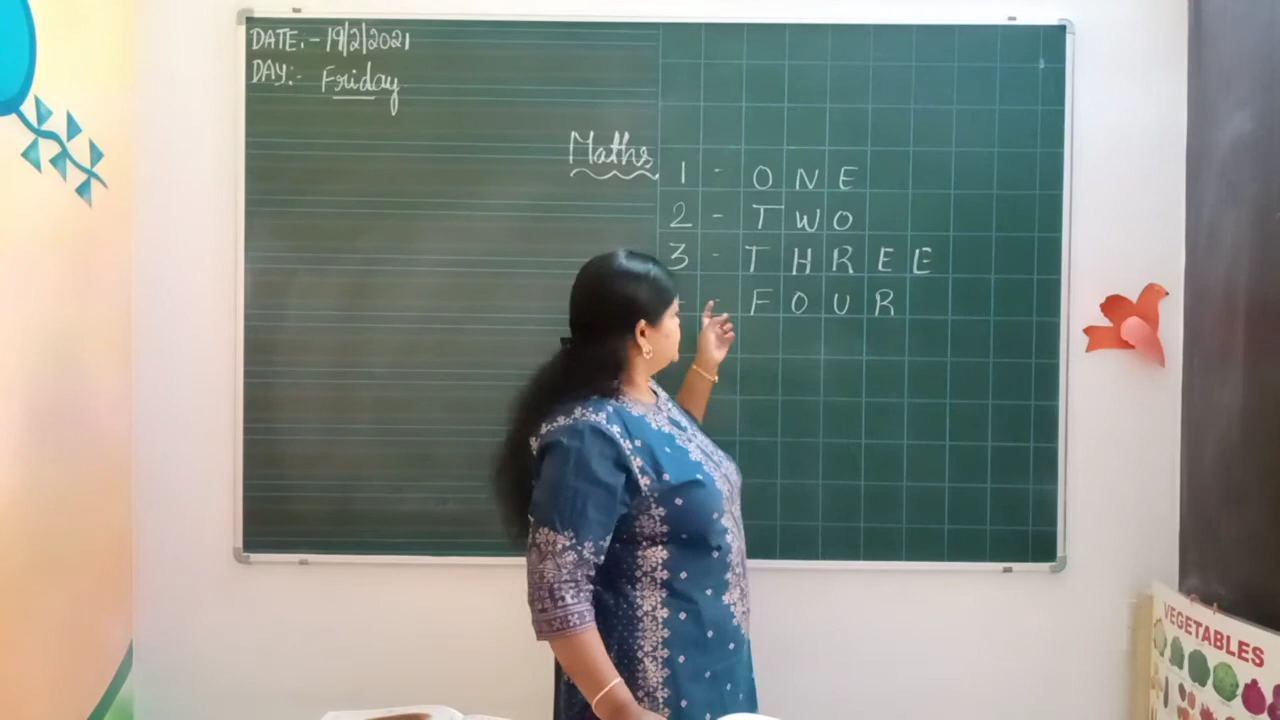 DATE:- 19/2/2021
DAY:- Friday
Maths
1 - ONE
2 - TWO
3 - THREE
- FOUR
VEGETABLES